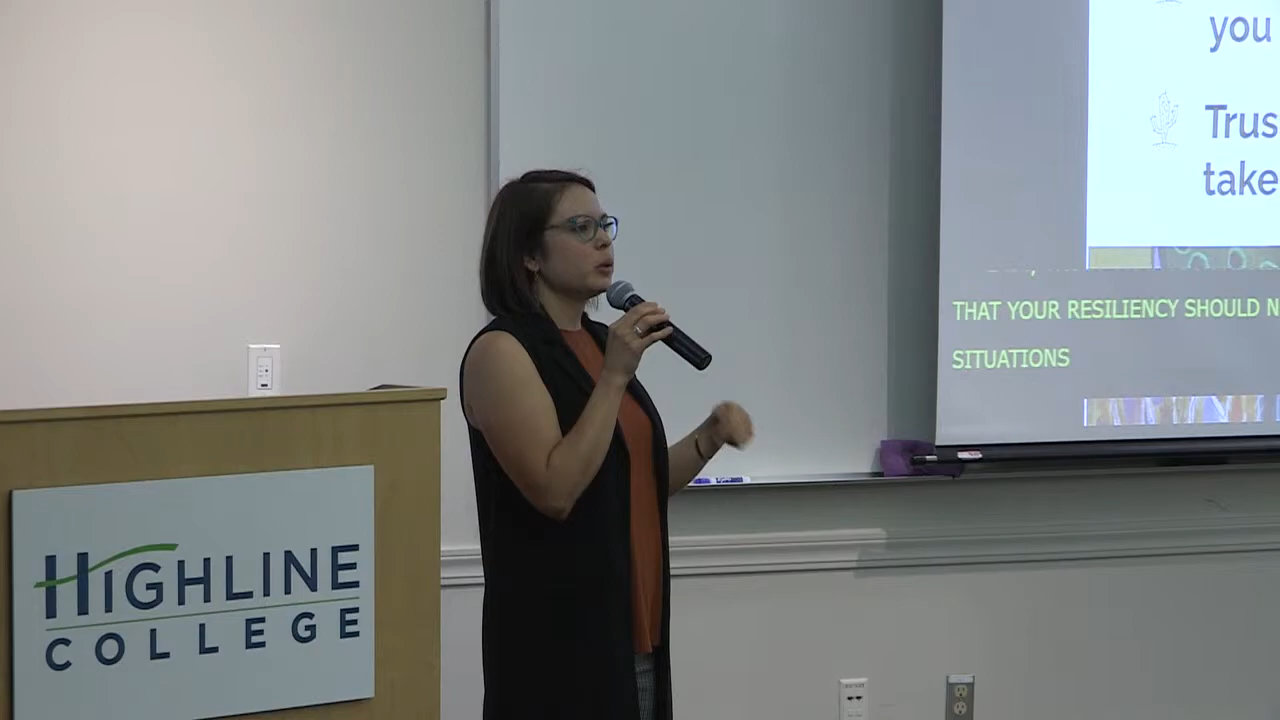 you
Trus
take
THAT YOUR RESILIENCY SHOULD N
SITUATIONS
HIGHLINE
COLLEGE